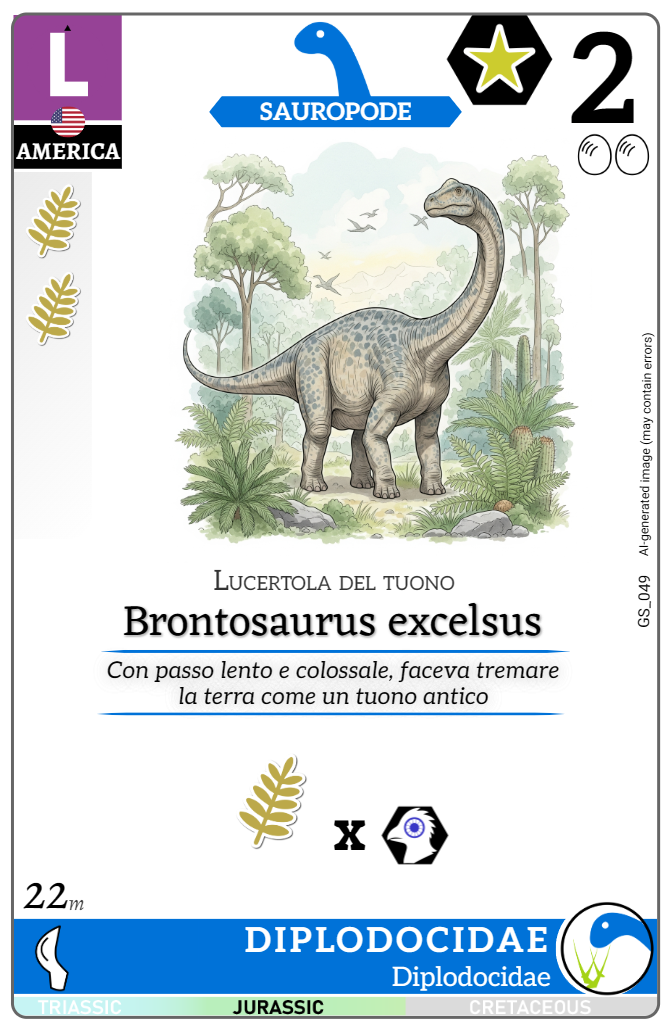 L
AMERICA
SAUROPODE
2
AI-generated image (may contain errors)
GS_049
Lucertola del tuono
Brontosaurus excelsus
Con passo lento e colossale, faceva tremare
la terra come un tuono antico
x
22m
DIPLODOCIDAE
Diplodocidae
TRIASSIC
JURASSIC
CRETACEOUS